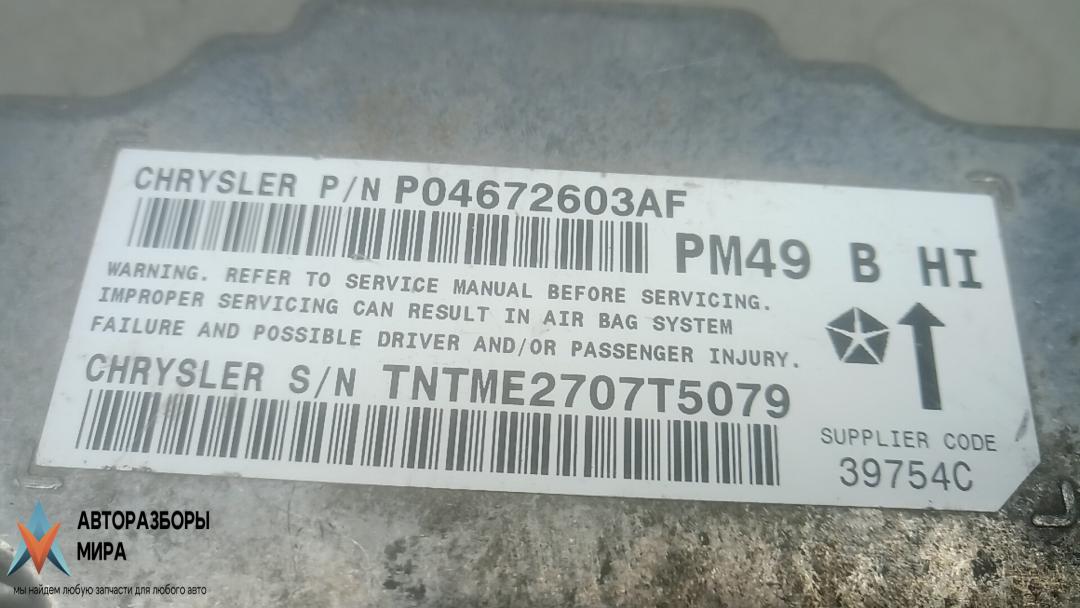 CHRYSLER P/N P04672603AF
PM49 B HI
WARNING. REFER TO SERVICE MANUAL BEFORE SERVICING.
IMPROPER SERVICING CAN RESULT IN AIR BAG SYSTEM
FAILURE AND POSSIBLE DRIVER AND/OR PASSENGER INJURY.
CHRYSLER S/N TNTME2707T5079
SUPPLIER CODE
39754C
АВТОРАЗБОРЫ
МИРА
мы найдем любую запчасти для любого авто